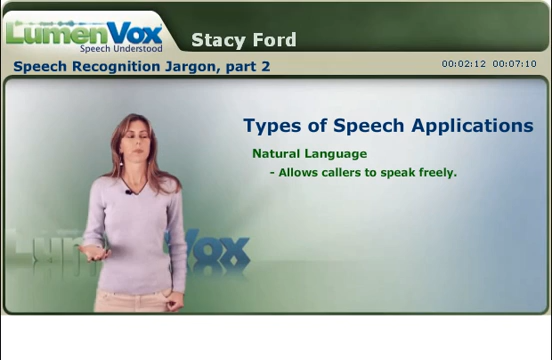 LumenVox
Speech Understood
Stacy Ford
Speech Recognition Jargon, part 2
00:02:12 00:07:10
Types of Speech Applications
Natural Language
- Allows callers to speak freely.
LumenVox